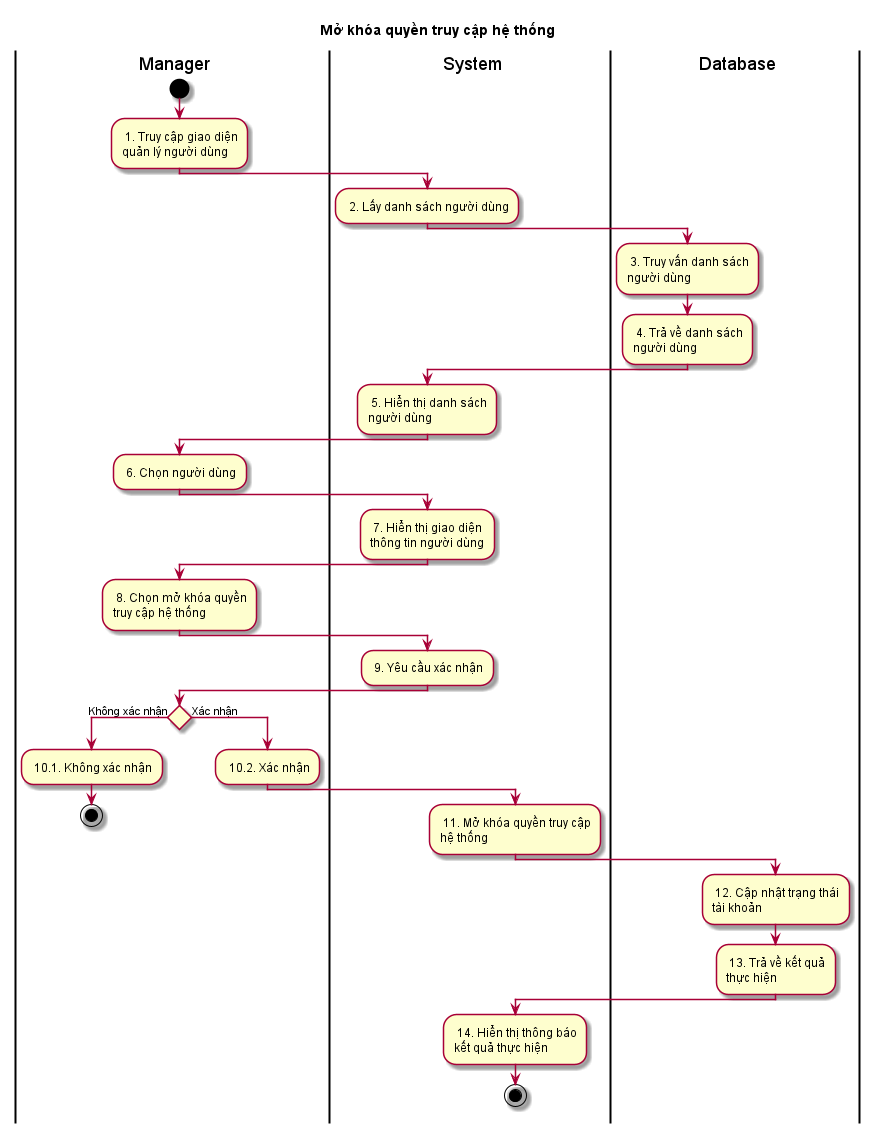 Mở khóa quyền truy cập hệ thống
Manager
System
Database
1. Truy cập giao diện
quản lý người dùng
2. Lấy danh sách người dùng
3. Truy vấn danh sách
người dùng
4. Trả về danh sách
người dùng
5. Hiển thị danh sách
người dùng
6. Chọn người dùng
7. Hiển thị giao diện
thông tin người dùng
8. Chọn mở khóa quyền
truy cập hệ thống
9. Yêu cầu xác nhận
Không xác nhận
Xác nhận
10.1. Không xác nhận
10.2. Xác nhận
11. Mở khóa quyền truy cập
hệ thống
12. Cập nhật trạng thái
tài khoản
13. Trả về kết quả
thực hiện
14. Hiển thị thông báo
kết quả thực hiện